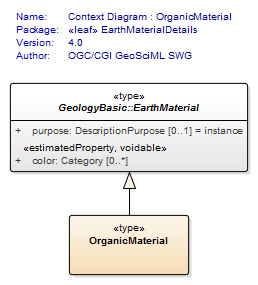 Name: Context Diagram : OrganicMaterial
Package: «leaf» EarthMaterialDetails
Version: 4.0
Author: OGC/CGI GeoSciML SWG
«type»
GeologyBasic::EarthMaterial
+ purpose: DescriptionPurpose [0..1] = instance
«estimatedProperty, voidable»
+ color: Category [0..*]
«type»
OrganicMaterial